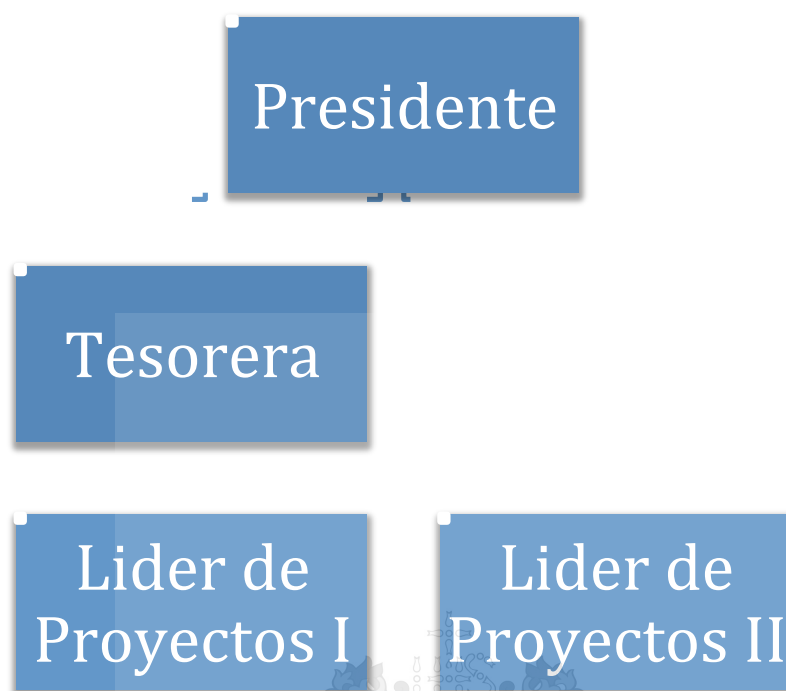 Presidente
Tesorera
Lider de
Proyectos I
Lider de
Proyectos II